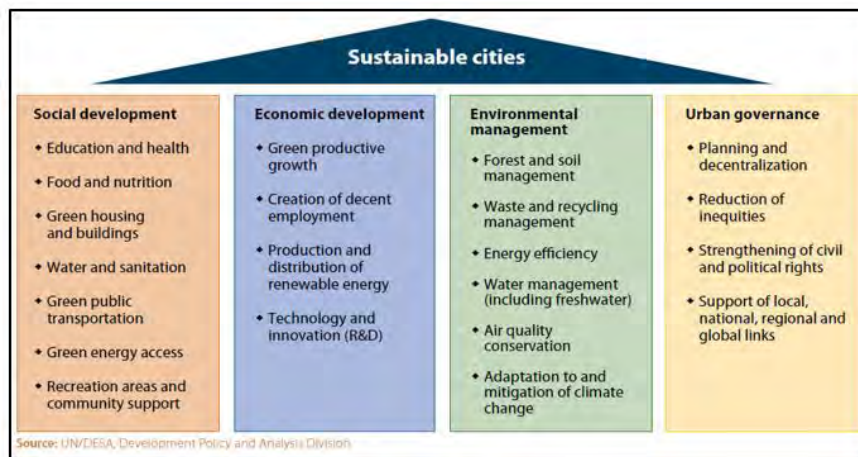 Sustainable cities
Social development
◆ Education and health
◆ Food and nutrition
◆ Green housing
and buildings
◆ Water and sanitation
◆ Green public
transportation
◆ Green energy access
◆ Recreation areas and
community support
Economic development
◆ Green productive
growth
◆ Creation of decent
employment
◆ Production and
distribution of
renewable energy
◆ Technology and
innovation (R&D)
Environmental
management
◆ Forest and soil
management
◆ Waste and recycling
management
◆ Energy efficiency
◆ Water management
(including freshwater)
◆ Air quality
conservation
◆ Adaptation to and
mitigation of climate
change
Urban governance
◆ Planning and
decentralization
◆ Reduction of
inequities
◆ Strengthening of civil
and political rights
◆ Support of local,
national, regional and
global links
Source: UN/DESA, Development Policy and Analysis Division